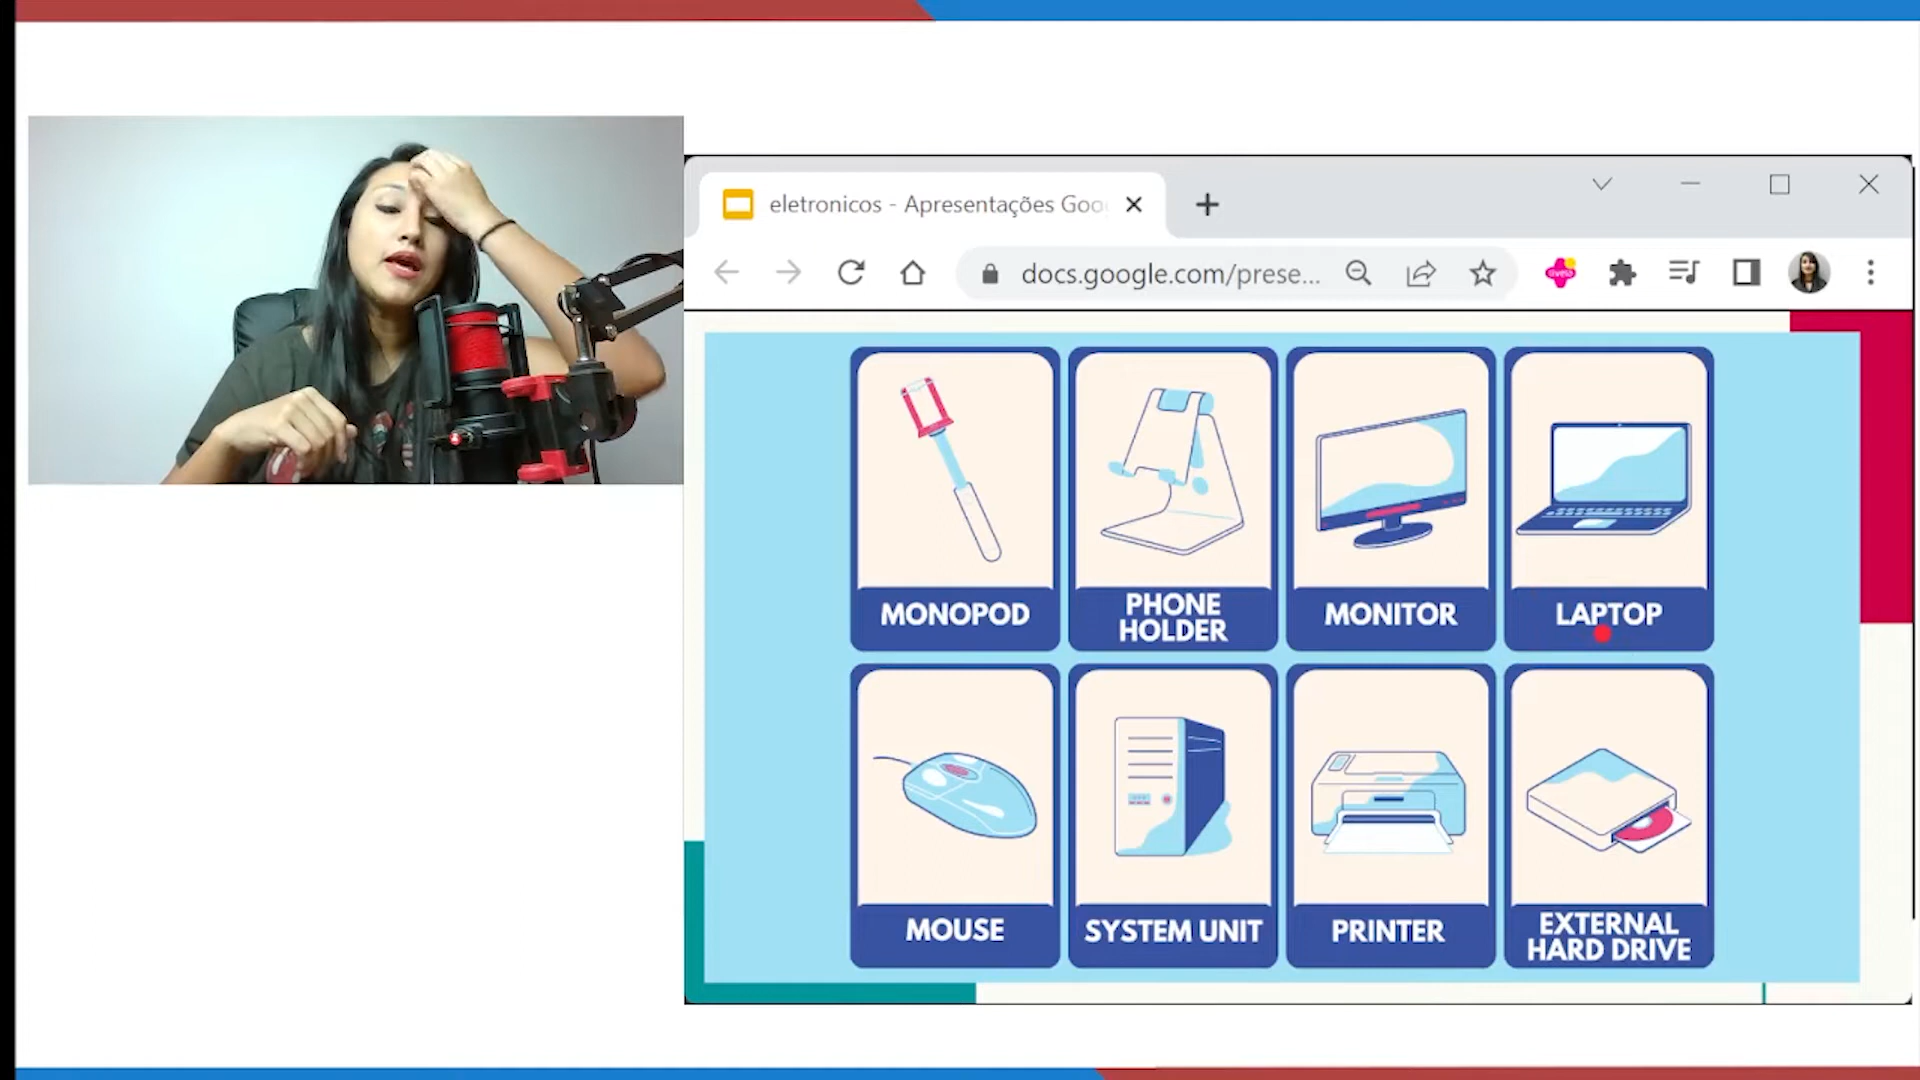 eletronicos - Apresentações Goo
docs.google.com/prese...
MONOPOD
PHONE
HOLDER
MONITOR
LAPTOP
MOUSE
SYSTEM UNIT
PRINTER
EXTERNAL
HARD DRIVE